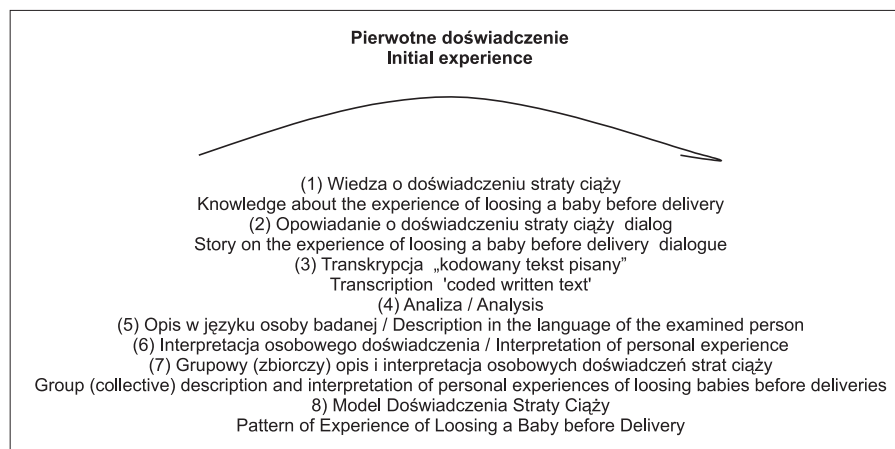 Pierwotne doświadczenie
Initial experience
(1) Wiedza o doświadczeniu straty ciąży
Knowledge about the experience of loosing a baby before delivery
(2) Opowiadanie o doświadczeniu straty ciąży dialog
Story on the experience of loosing a baby before delivery dialogue
(3) Transkrypcja „kodowany tekst pisany”
Transcription 'coded written text'
(4) Analiza / Analysis
(5) Opis w języku osoby badanej / Description in the language of the examined person
(6) Interpretacja osobowego doświadczenia / Interpretation of personal experience
(7) Grupowy (zbiorczy) opis i interpretacja osobowych doświadczeń strat ciąży
Group (collective) description and interpretation of personal experiences of loosing babies before deliveries
8) Model Doświadczenia Straty Ciąży
Pattern of Experience of Loosing a Baby before Delivery